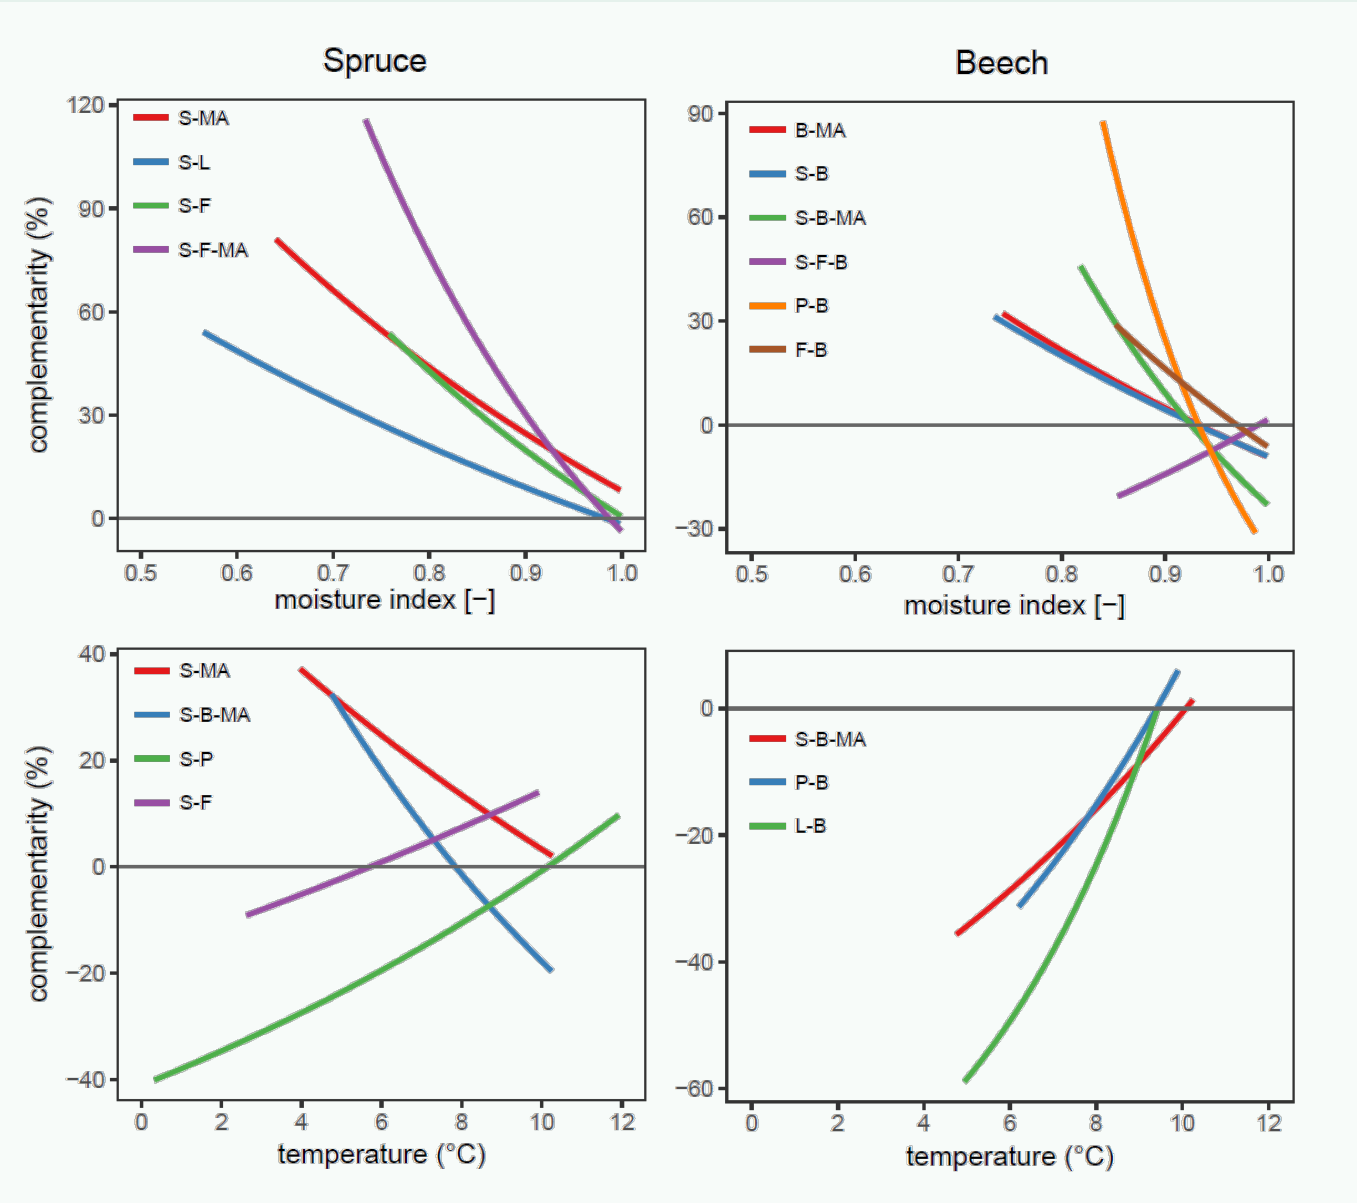 Spruce
120
90
60
30
0
S-MA
S-L
S-F
S-F-MA
complementarity (%)
0.5 0.6 0.7 0.8 0.9 1.0
moisture index [−]
Beech
90
60
30
0
−30
B-MA
S-B
S-B-MA
S-F-B
P-B
F-B
0.5 0.6 0.7 0.8 0.9 1.0
moisture index [−]
40
20
0
−20
−40
S-MA
S-B-MA
S-P
S-F
complementarity (%)
0 2 4 6 8 10 12
temperature (°C)
0
−20
−40
−60
S-B-MA
P-B
L-B
0 2 4 6 8 10 12
temperature (°C)